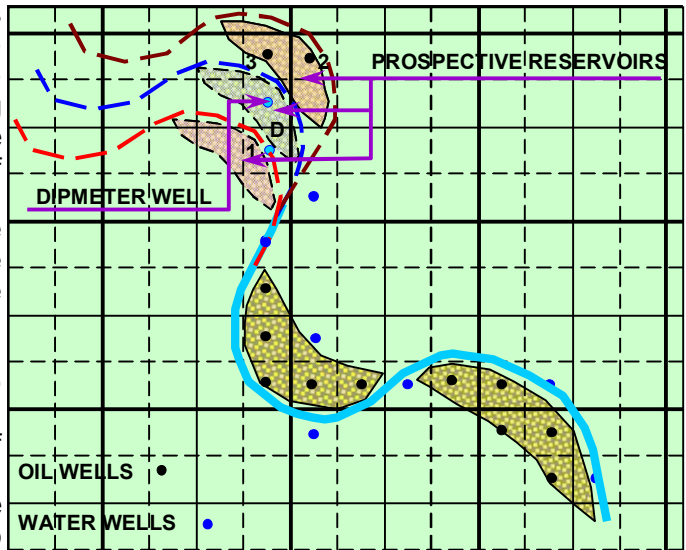 3
2
PROSPECTIVE RESERVOIRS
D
1
DIPMETER WELL
OIL WELLS
WATER WELLS